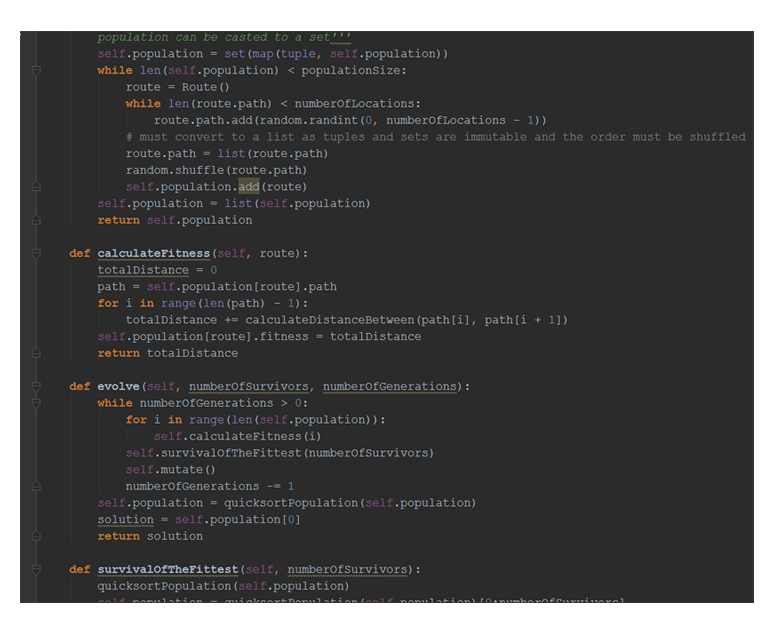 population can be casted to a set'''
self.population = set(map(tuple, self.population))
while len(self.population) < populationSize:
route = Route()
while len(route.path) < numberOfLocations:
route.path.add(random.randint(0, numberOfLocations - 1))
# must convert to a list as tuples and sets are immutable and the order must be shuffled
route.path = list(route.path)
random.shuffle(route.path)
self.population.add(route)
self.population = list(self.population)
return self.population
def calculateFitness(self, route):
totalDistance = 0
path = self.population[route].path
for i in range(len(path) - 1):
totalDistance += calculateDistanceBetween(path[i], path[i + 1])
self.population[route].fitness = totalDistance
return totalDistance
def evolve(self, numberOfSurvivors, numberOfGenerations):
while numberOfGenerations > 0:
for i in range(len(self.population)):
self.calculateFitness(i)
self.survivalOfTheFittest(numberOfSurvivors)
self.mutate()
numberOfGenerations -= 1
self.population = quicksortPopulation(self.population)
solution = self.population[0]
return solution
def survivalOfTheFittest(self, numberOfSurvivors):
quicksortPopulation(self.population)
self.population = quicksortPopulation(self.population)[0:numberOfSurvivors]